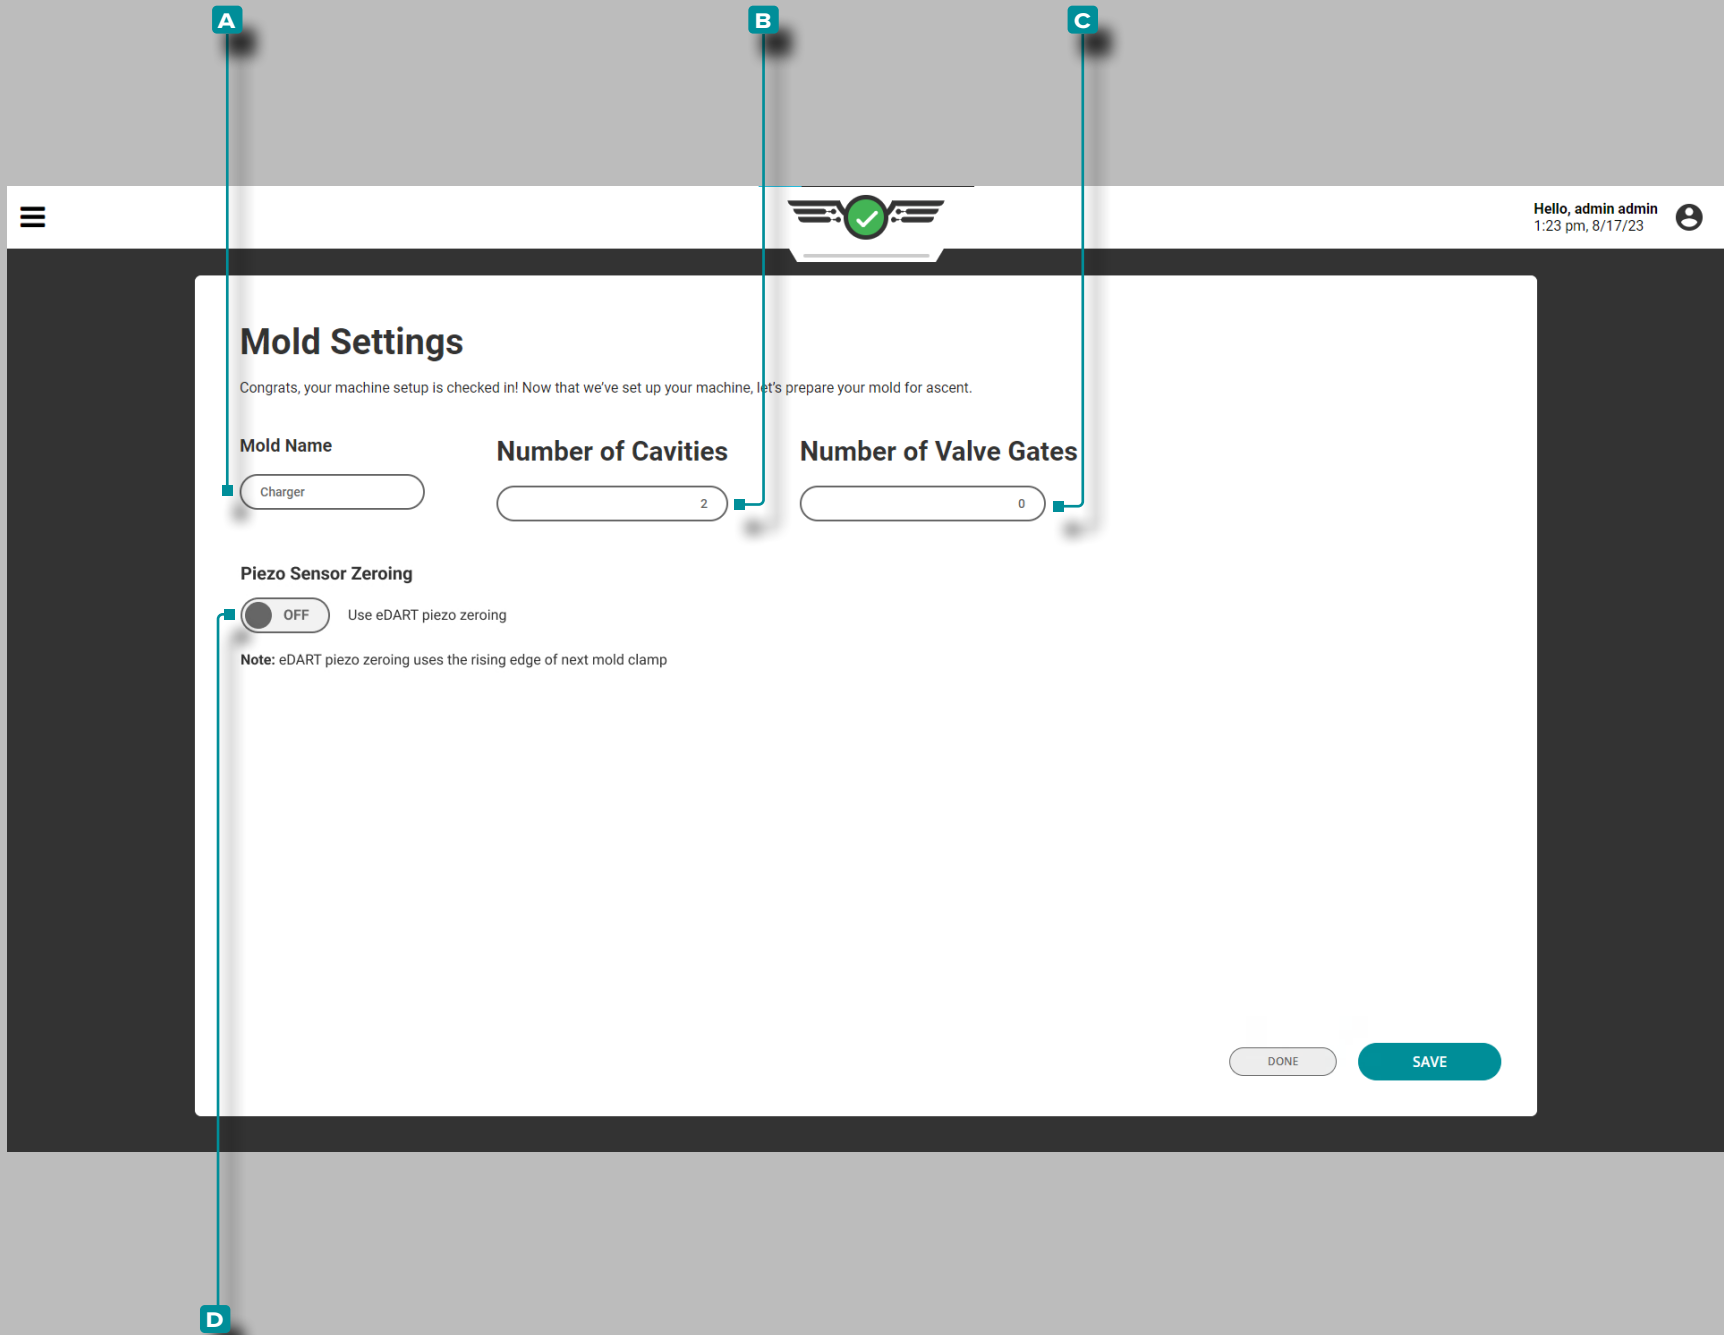 A
B
C
Hello, admin admin
1:23 pm, 8/17/23
Mold Settings
Congrats, your machine setup is checked in! Now that we've set up your machine, let's prepare your mold for ascent.
Mold Name
Number of Cavities
Number of Valve Gates
Charger
2
0
Piezo Sensor Zeroing
OFF
Use eDART piezo zeroing
Note: eDART piezo zeroing uses the rising edge of next mold clamp
DONE
SAVE
D